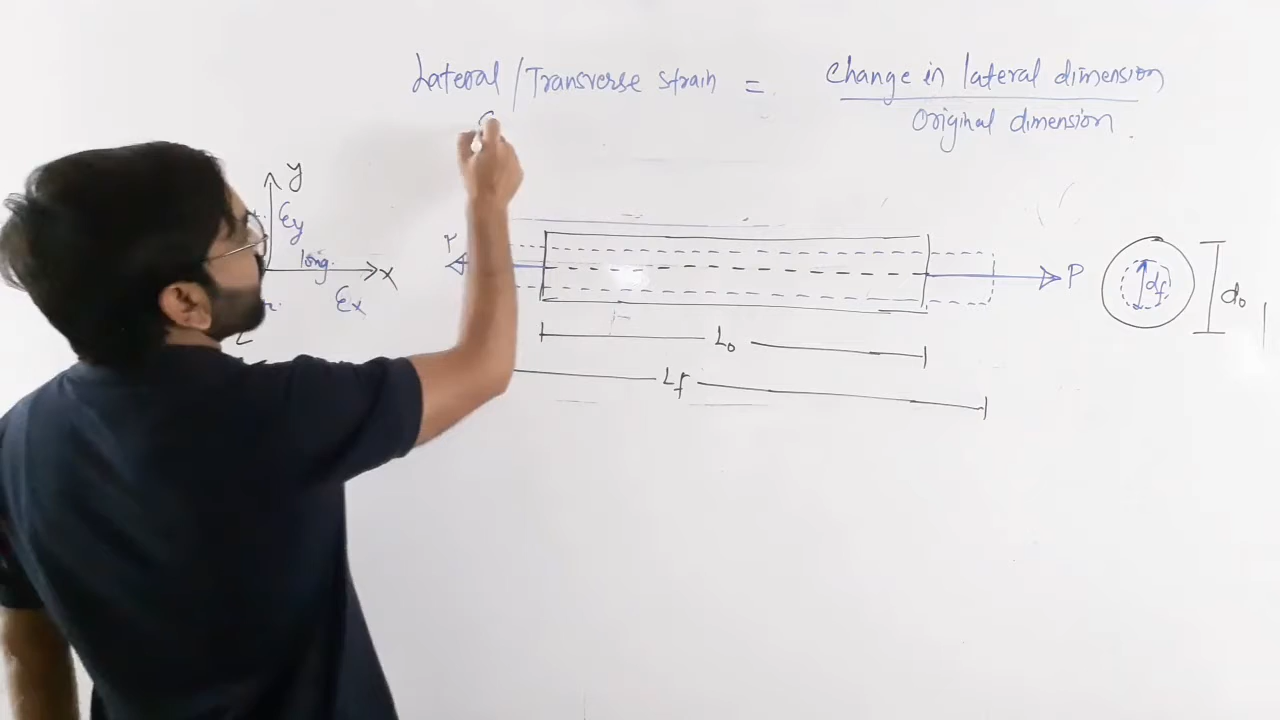 Lateral / Transverse strain = Change in lateral dimension
Original dimension
y
εy
long.
x
εx
P
df
do
Lo
Lf